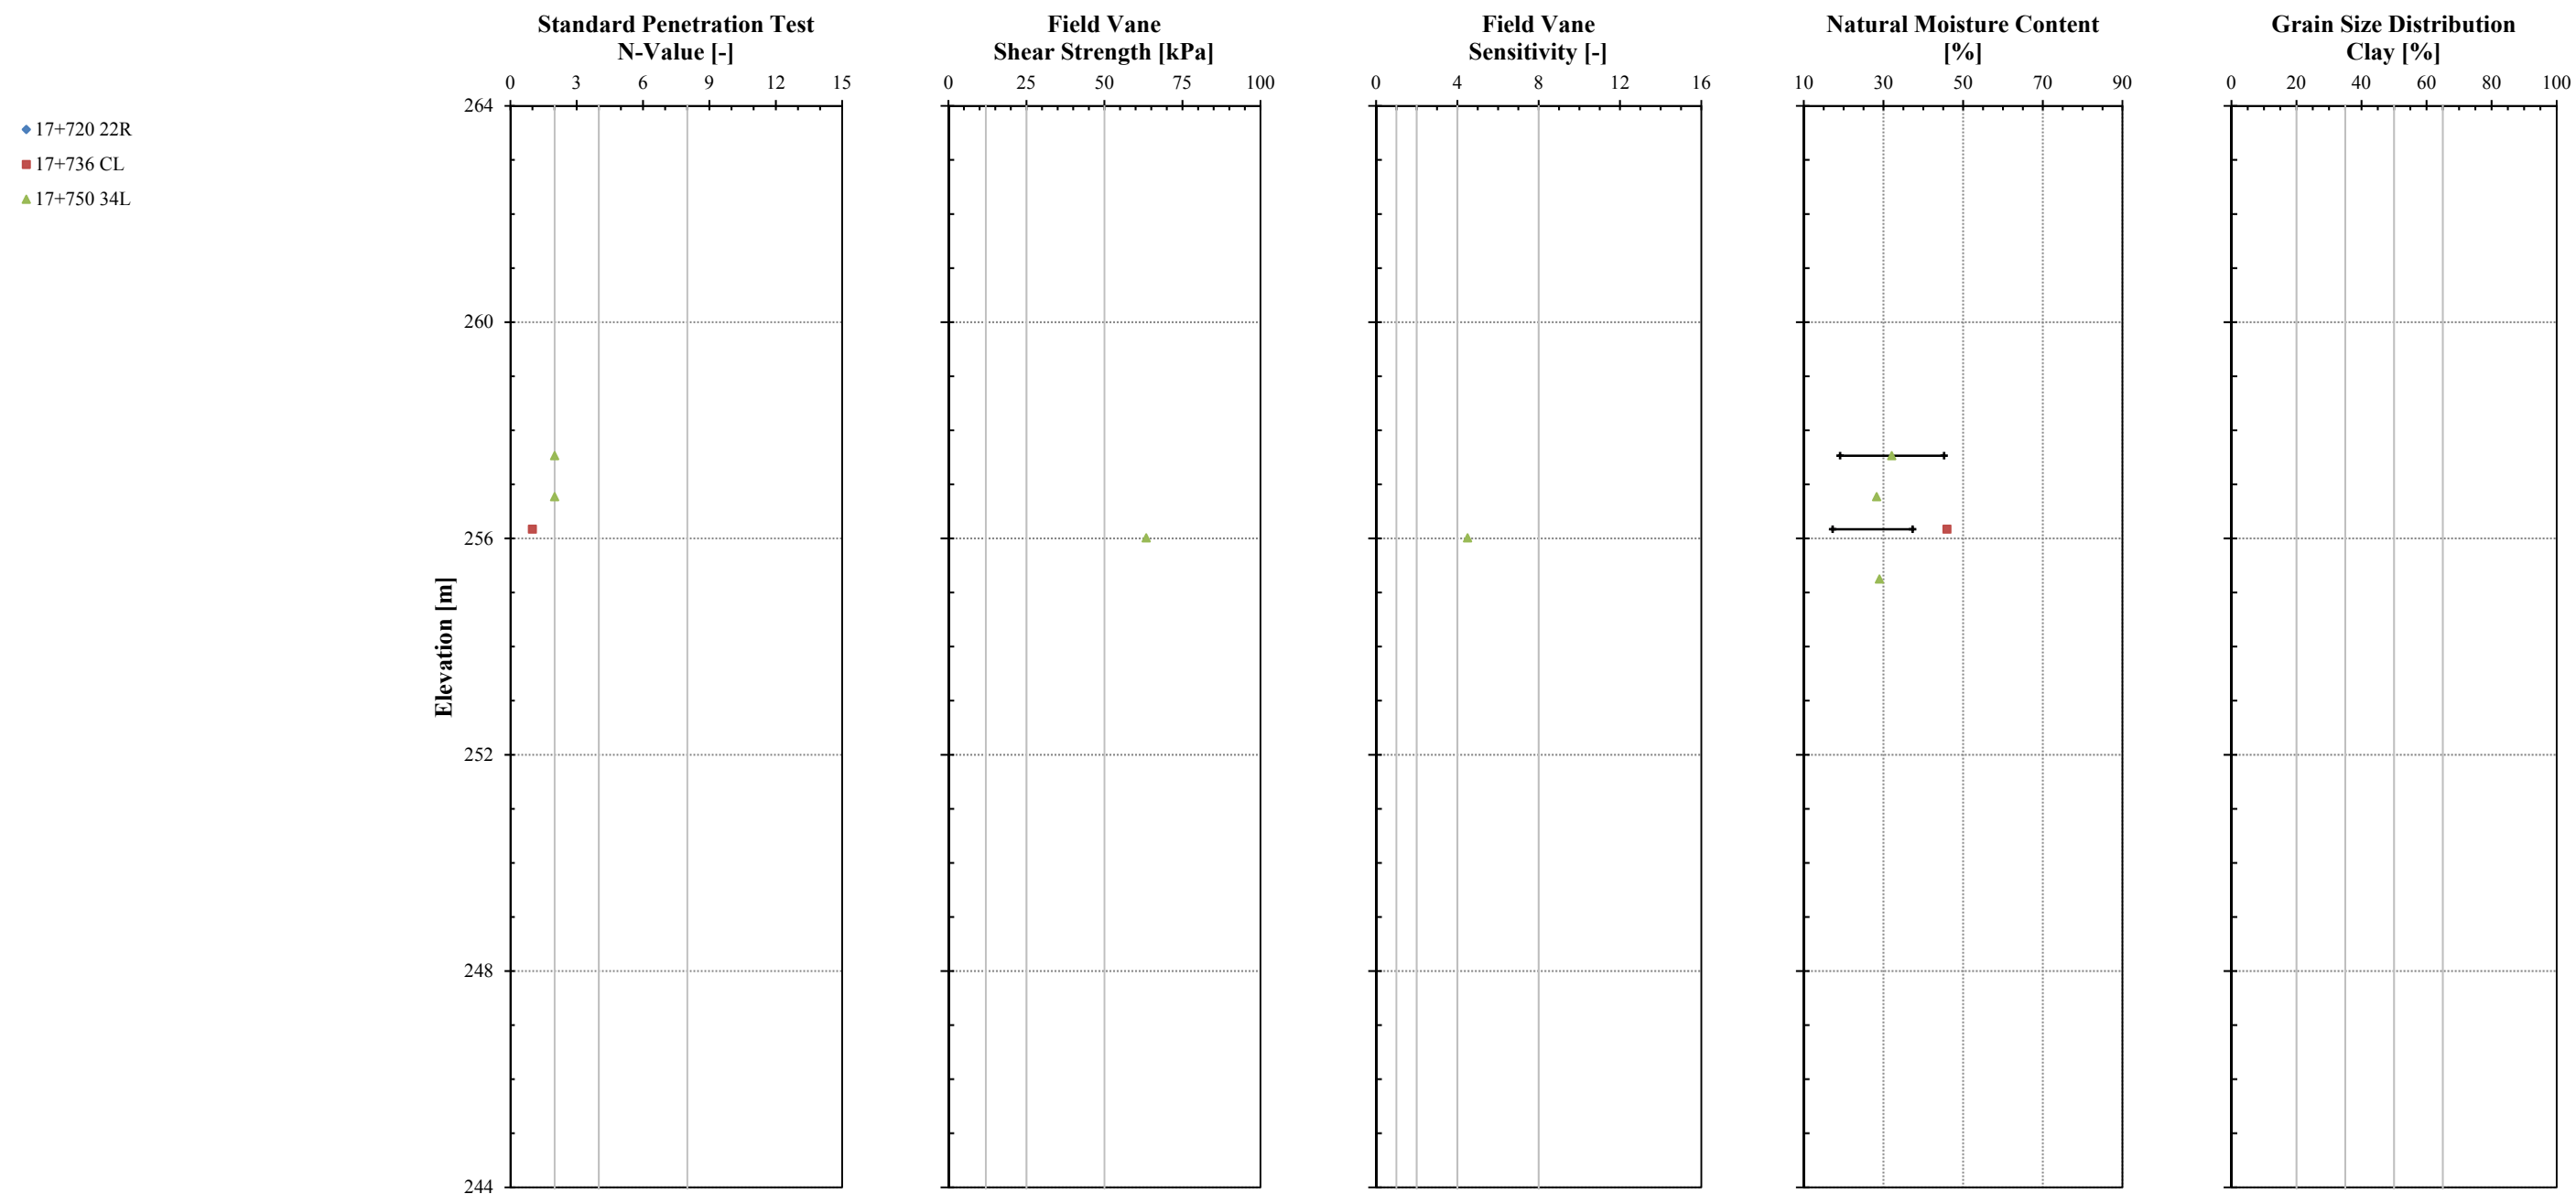 Standard Penetration Test
N-Value [-]
Field Vane
Shear Strength [kPa]
Field Vane
Sensitivity [-]
Natural Moisture Content
[%]
Grain Size Distribution
Clay [%]
0 3 6 9 12 15
0 25 50 75 100
0 4 8 12 16
10 30 50 70 90
0 20 40 60 80 100
17+720 22R
17+736 CL
17+750 34L
Elevation [m]
264
260
256
252
248
244